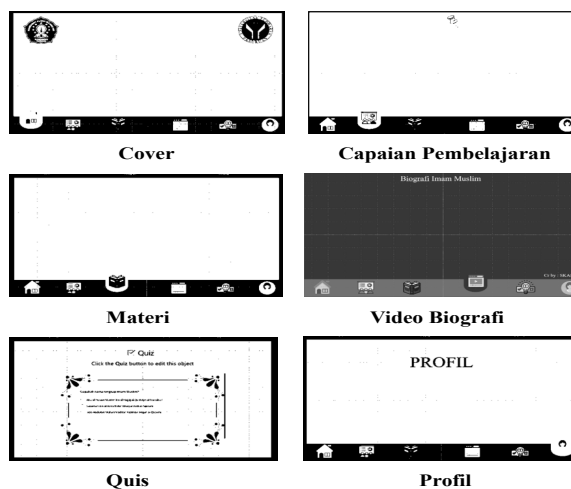 Cover
Capaian Pembelajaran
Biografi Imam Muslim
Materi
Video Biografi
Quiz
Click the Quiz button to edit this object
PROFIL
Quis
Profil